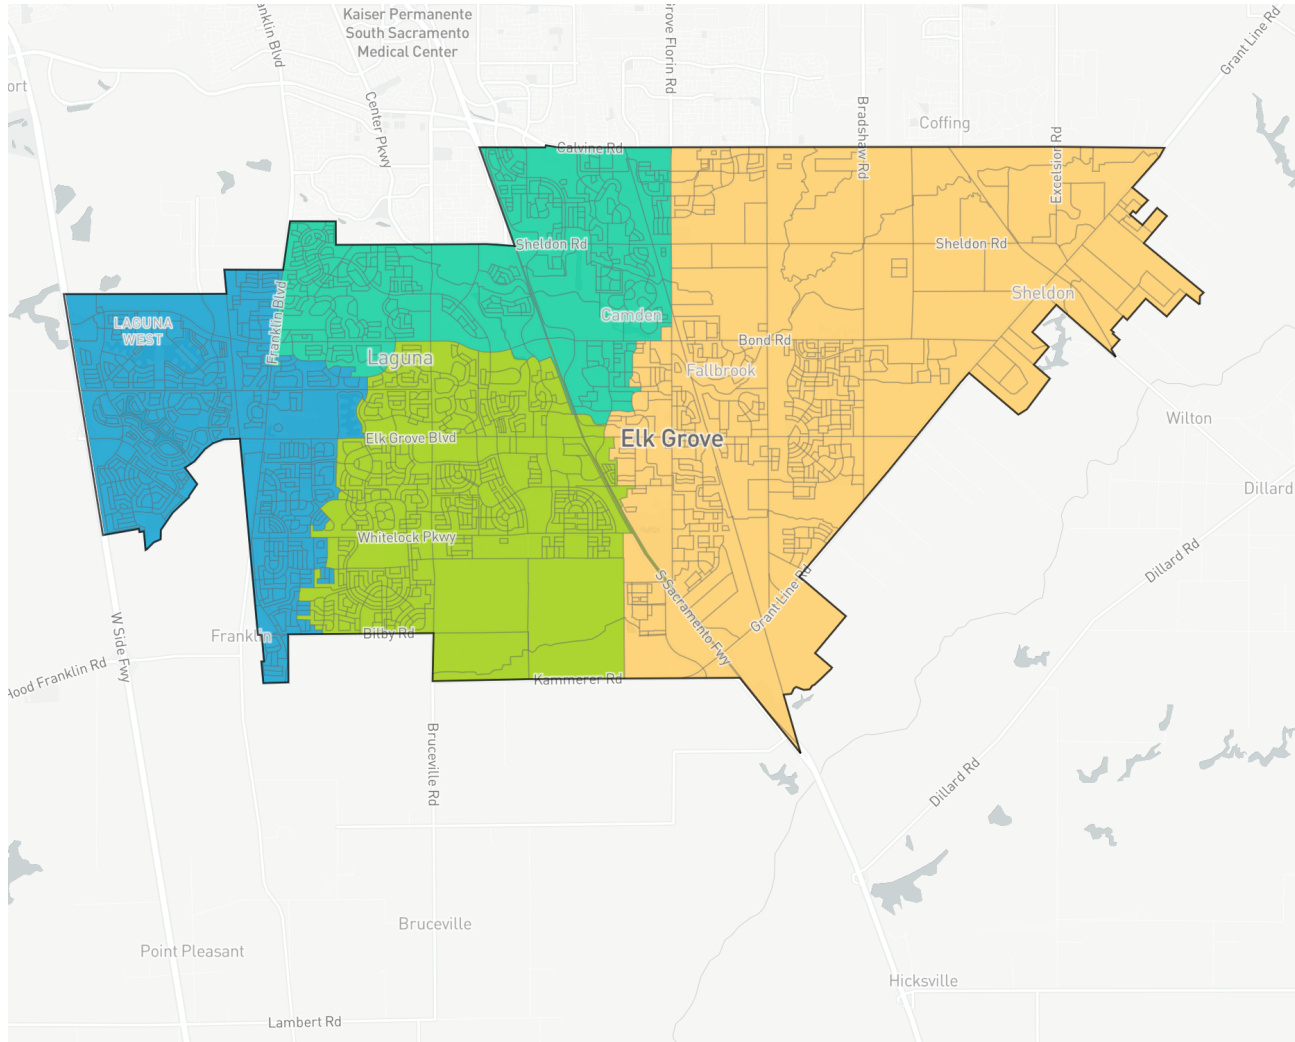 Kaiser Permanente
South Sacramento
Medical Center
anklin Blvd
rove Florin Rd
Grant Line Rd
ort
Center Pkwy
Bradshaw Rd
Coffing
Excelsior Rd
Calvine Rd
Sheldon Rd
Sheldon Rd
Sheldon
LAGUNA
WEST
Franklin Blvd
Camden
Laguna
Bond Rd
Fallbrook
Wilton
Elk Grove Blvd
Elk Grove
Dillard
Whitelock Pkwy
Dillard Rd
S Sacramento Fwy
Grant Line Rd
W Side Fwy
Franklin
Bilby Rd
Hood Franklin Rd
Kammerer Rd
Bruceville Rd
Dillard Rd
Bruceville
Point Pleasant
Hicksville
Lambert Rd